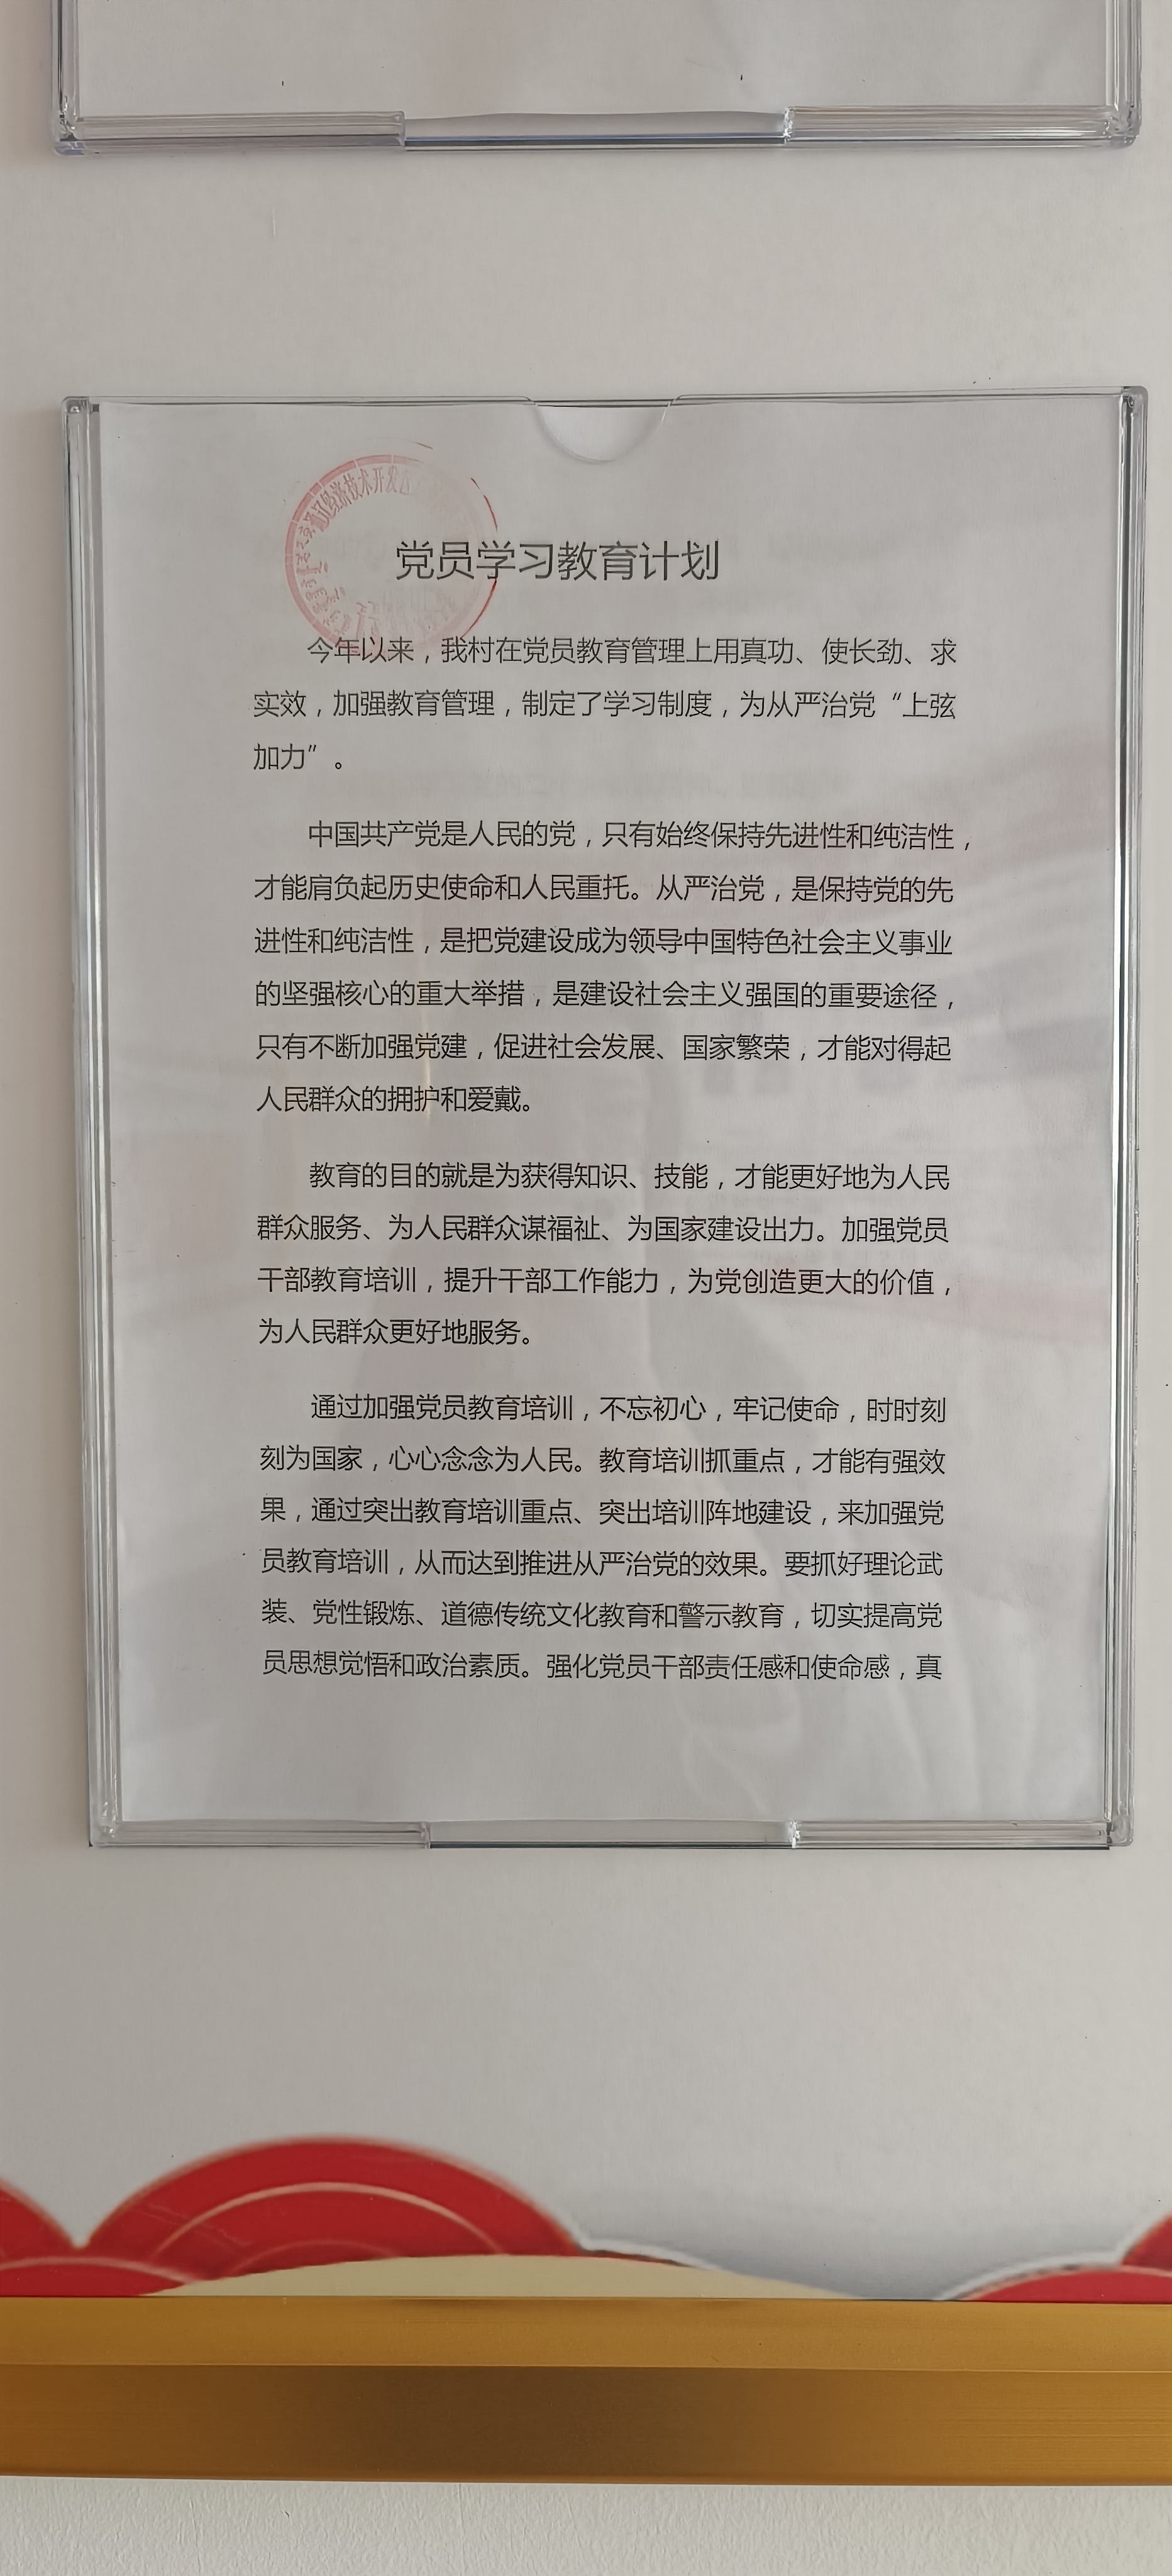 经济技术开发区
党员学习教育计划
今年以来，我村在党员教育管理上用真功、使长劲、求
实效，加强教育管理，制定了学习制度，为从严治党“上弦
加力”。
中国共产党是人民的党，只有始终保持先进性和纯洁性，
才能肩负起历史使命和人民重托。从严治党，是保持党的先
进性和纯洁性，是把党建设成为领导中国特色社会主义事业
的坚强核心的重大举措，是建设社会主义强国的重要途径，
只有不断加强党建，促进社会发展、国家繁荣，才能对得起
人民群众的拥护和爱戴。
教育的目的就是为获得知识、技能，才能更好地为人民
群众服务、为人民群众谋福祉、为国家建设出力。加强党员
干部教育培训，提升干部工作能力，为党创造更大的价值，
为人民群众更好地服务。
通过加强党员教育培训，不忘初心，牢记使命，时时刻
刻为国家，心心念念为人民。教育培训抓重点，才能有强效
果，通过突出教育培训重点、突出培训阵地建设，来加强党
员教育培训，从而达到推进从严治党的效果。要抓好理论武
装、党性锻炼、道德传统文化教育和警示教育，切实提高党
员思想觉悟和政治素质。强化党员干部责任感和使命感，真